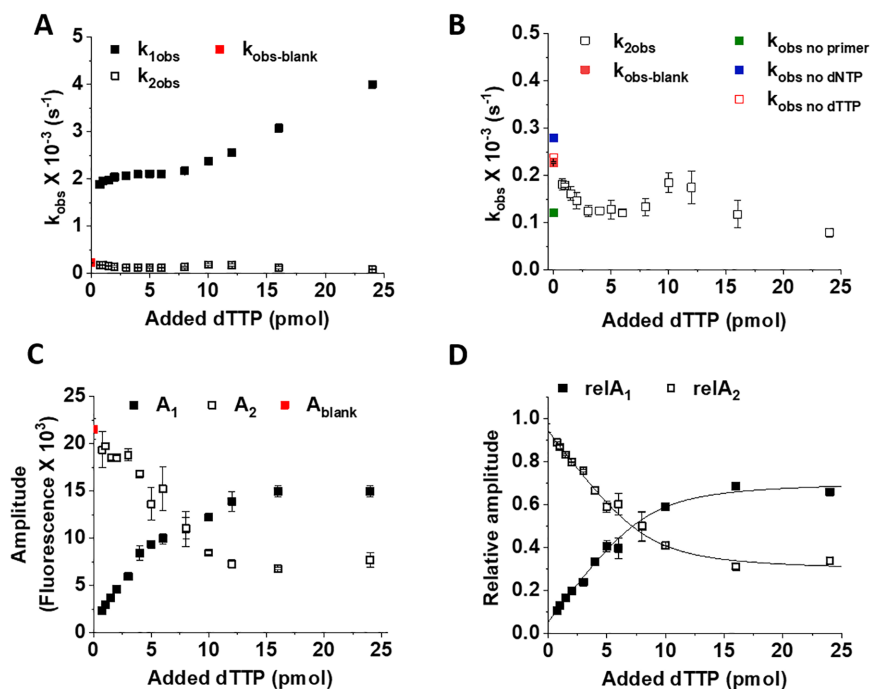 A
k1obs
kobs-blank
k2obs
kobs X 10-3 (s-1)
5
4
3
2
1
0
0 5 10 15 20 25
Added dTTP (pmol)
B
k2obs
kobs no primer
kobs-blank
kobs no dNTP
kobs no dTTP
kobs X 10-3 (s-1)
0.5
0.4
0.3
0.2
0.1
0.0
0 5 10 15 20 25
Added dTTP (pmol)
C
A1 A2 Ablank
Amplitude
(Fluorescence X 103)
25
20
15
10
5
0
0 5 10 15 20 25
Added dTTP (pmol)
D
relA1 relA2
Relative amplitude
1.0
0.8
0.6
0.4
0.2
0.0
0 5 10 15 20 25
Added dTTP (pmol)